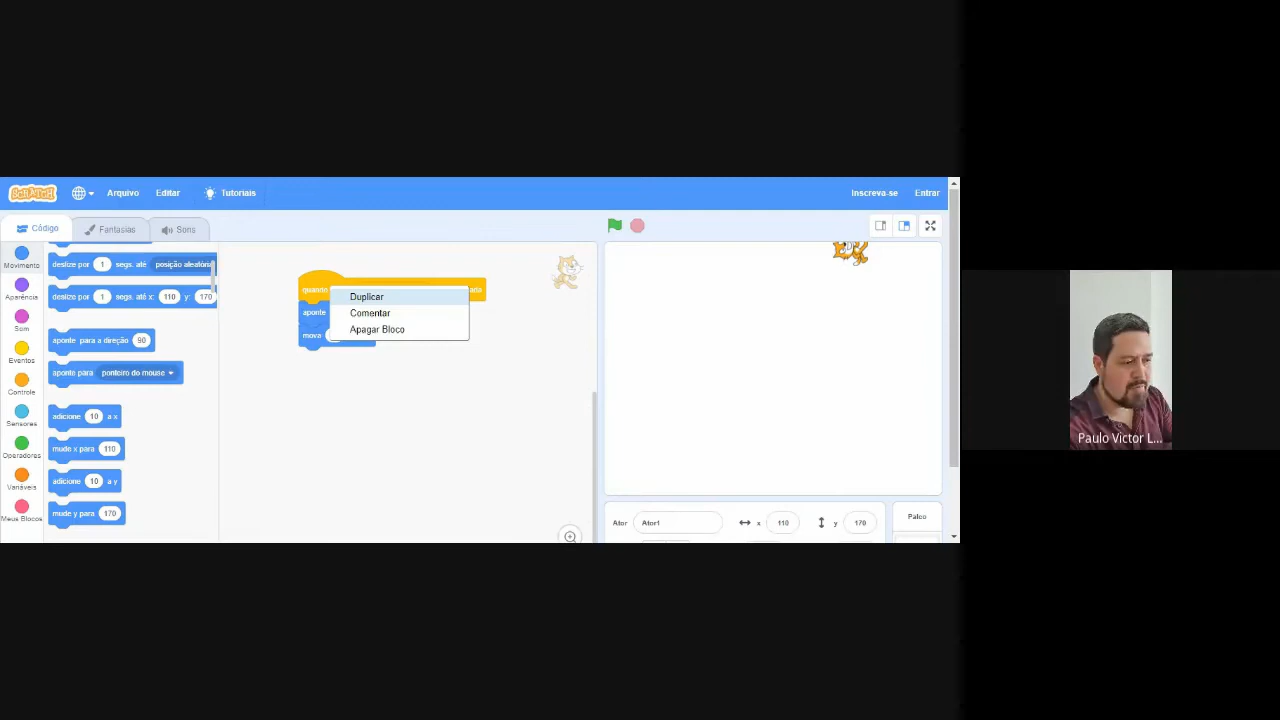 SCRATCH
Arquivo
Editar
Tutoriais
Inscreva-se
Entrar
Código
Fantasias
Sons
Movimento
Aparência
Som
Eventos
Controle
Sensores
Operadores
Variáveis
Meus Blocos
deslize por 1 segs. até posição aleatória
deslize por 1 segs. até x: 110 y: 170
aponte para a direção 90
aponte para ponteiro do mouse
adicione 10 a x
mude x para 110
adicione 10 a y
mude y para 170
quando
aponte
mova
Duplicar
Comentar
Apagar Bloco
Ator Ator1 x 110 y 170
Palco
Paulo Victor L...